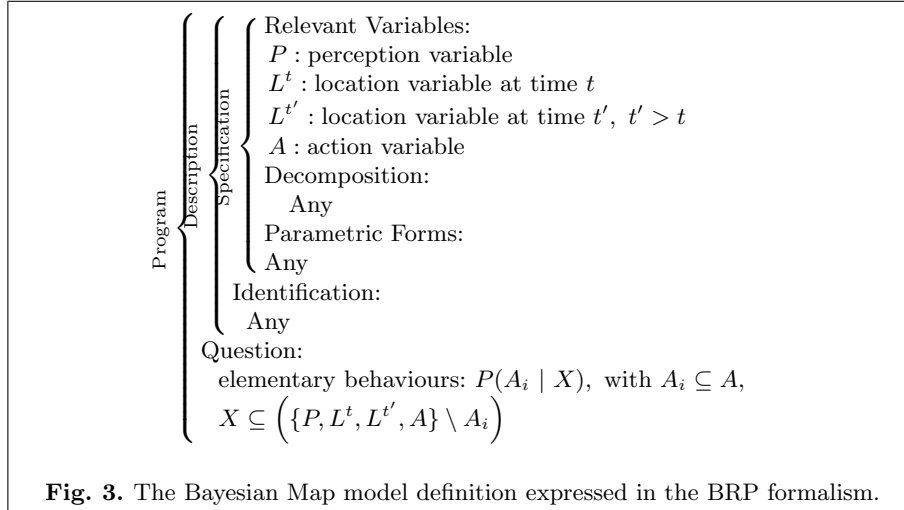 Program
Description
Specification
Relevant Variables:
P : perception variable
L^t : location variable at time t
L^{t'} : location variable at time t', t' > t
A : action variable
Decomposition:
Any
Parametric Forms:
Any
Identification:
Any
Question:
elementary behaviours: P(A_i | X), with A_i ⊆ A,
X ⊆ ({P, L^t, L^{t'}, A} \ A_i)
Fig. 3. The Bayesian Map model definition expressed in the BRP formalism.